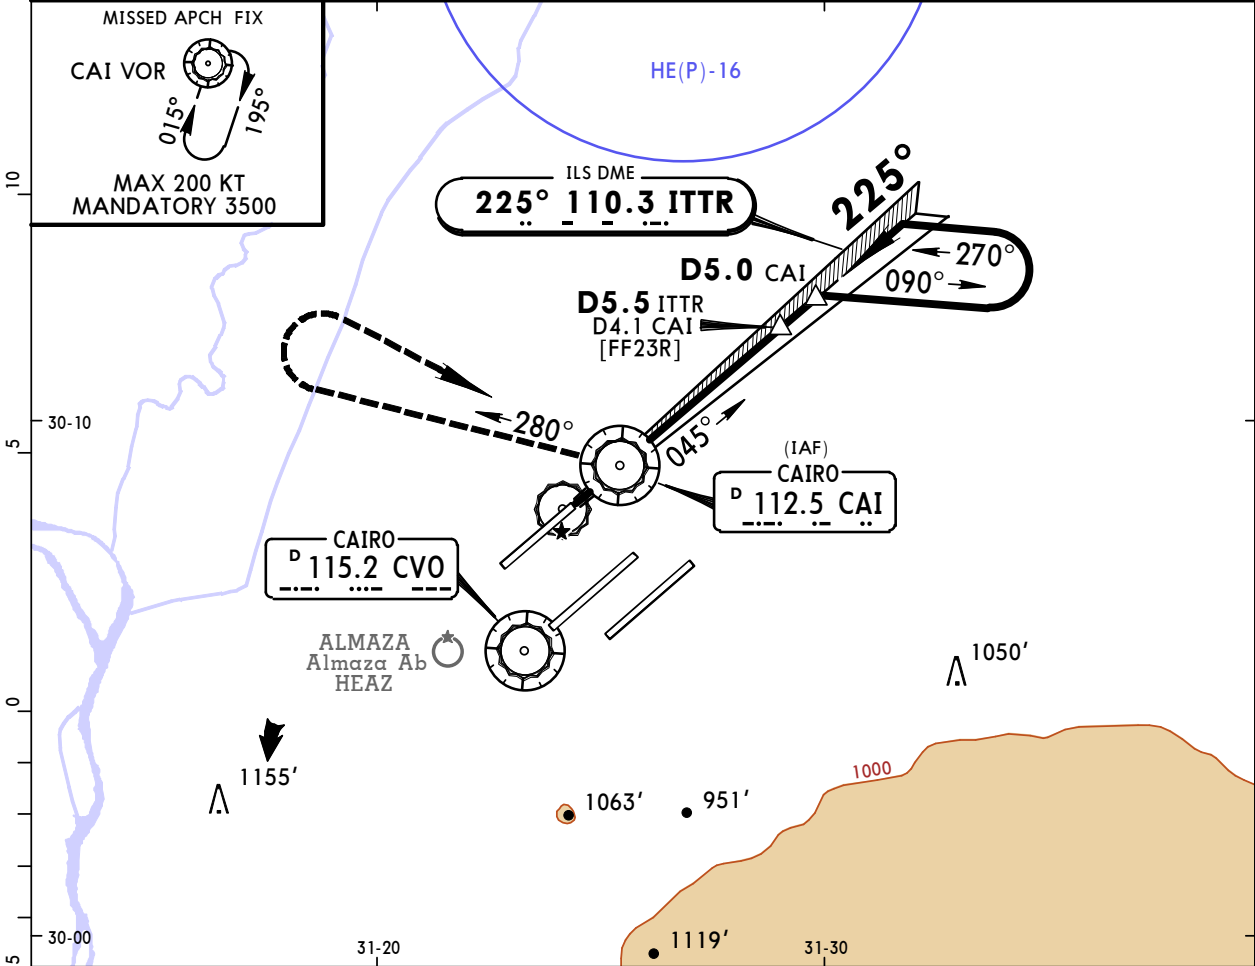 MISSED APCH FIX
CAI VOR
015°
195°
MAX 200 KT
MANDATORY 3500
HE(P)-16
10
ILS DME
225° 110.3 ITTR
225°
D5.0 CAI
270°
090°
D5.5 ITTR
D4.1 CAI
[FF23R]
30-10
5
280°
045°
(IAF)
CAIRO
D 112.5 CAI
CAIRO
D 115.2 CVO
ALMAZA
Almaza Ab
HEAZ
1050'
0
1155'
1000
1063'
951'
30-00
1119'
31-20
31-30
5